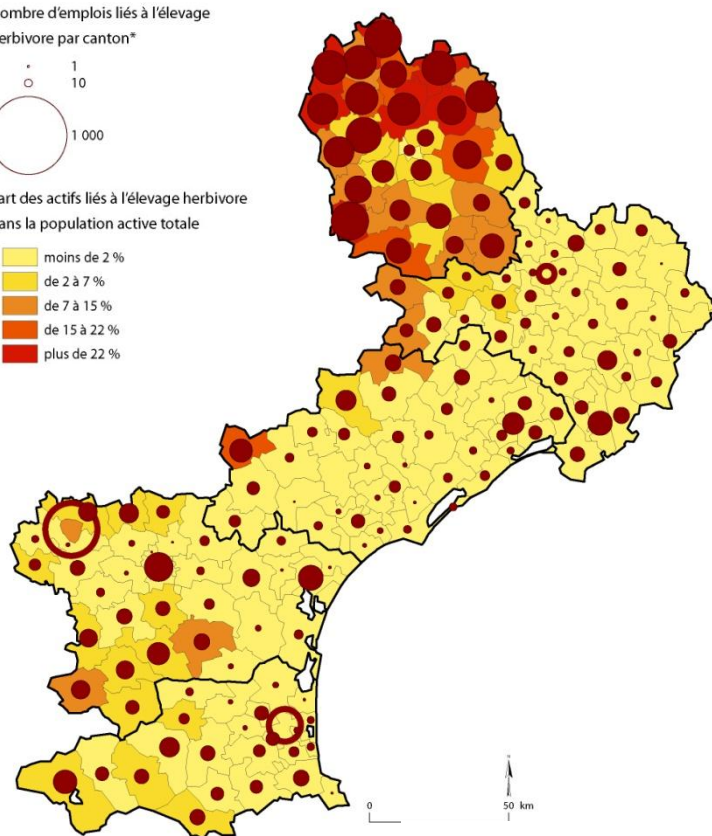 ombre d'emplois liés à l'élevage
erbivore par canton*
1
10
1 000
art des actifs liés à l'élevage herbivore
ans la population active totale
moins de 2 %
de 2 à 7 %
de 7 à 15 %
de 15 à 22 %
plus de 22 %
0 50 km